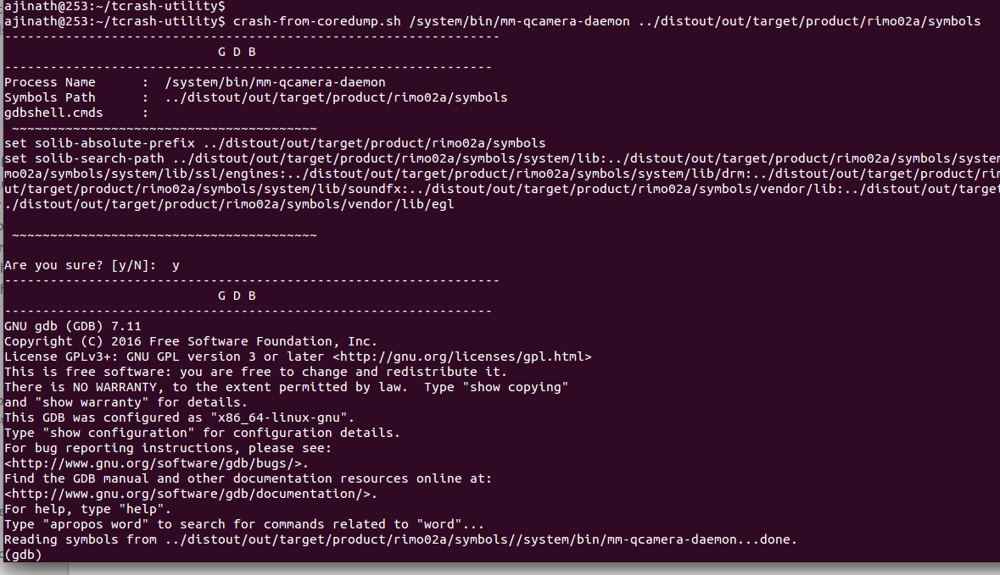 ajinath@253:~/tcrash-utility$
ajinath@253:~/tcrash-utility$ crash-from-coredump.sh /system/bin/mm-qcamera-daemon ../distout/out/target/product/rimo02a/symbols
-----------------------------------------------------------------
G D B
----------------------------------------------------------------
Process Name      :  /system/bin/mm-qcamera-daemon
Symbols Path      :  ../distout/out/target/product/rimo02a/symbols
gdbshell.cmds     :
~~~~~~~~~~~~~~~~~~~~~~~~~~~~~~~~~~~~~~~~
set solib-absolute-prefix ../distout/out/target/product/rimo02a/symbols
set solib-search-path ../distout/out/target/product/rimo02a/symbols/system/lib:../distout/out/target/product/rimo02a/symbols/system
mo02a/symbols/system/lib/ssl/engines:../distout/out/target/product/rimo02a/symbols/system/lib/drm:../distout/out/target/product/rim
ut/target/product/rimo02a/symbols/system/lib/soundfx:../distout/out/target/product/rimo02a/symbols/vendor/lib:../distout/out/target
./distout/out/target/product/rimo02a/symbols/vendor/lib/egl
~~~~~~~~~~~~~~~~~~~~~~~~~~~~~~~~~~~~~~~~
Are you sure? [y/N]:  y
-----------------------------------------------------------------
G D B
----------------------------------------------------------------
GNU gdb (GDB) 7.11
Copyright (C) 2016 Free Software Foundation, Inc.
License GPLv3+: GNU GPL version 3 or later <http://gnu.org/licenses/gpl.html>
This is free software: you are free to change and redistribute it.
There is NO WARRANTY, to the extent permitted by law.  Type "show copying"
and "show warranty" for details.
This GDB was configured as "x86_64-linux-gnu".
Type "show configuration" for configuration details.
For bug reporting instructions, please see:
<http://www.gnu.org/software/gdb/bugs/>.
Find the GDB manual and other documentation resources online at:
<http://www.gnu.org/software/gdb/documentation/>.
For help, type "help".
Type "apropos word" to search for commands related to "word"...
Reading symbols from ../distout/out/target/product/rimo02a/symbols//system/bin/mm-qcamera-daemon...done.
(gdb)